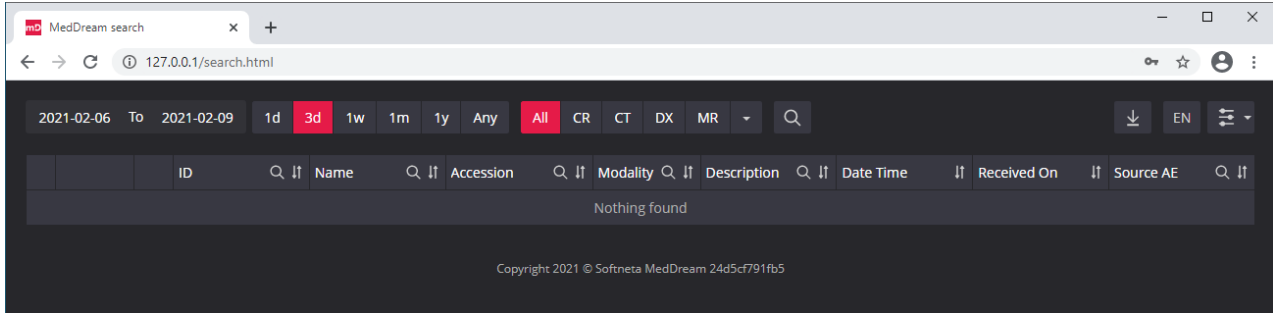 mD MedDream search
127.0.0.1/search.html
2021-02-06 To 2021-02-09 1d 3d 1w 1m 1y Any All CR CT DX MR EN
ID Name Accession Modality Description Date Time Received On Source AE
Nothing found
Copyright 2021 © Softneta MedDream 24d5cf791fb5